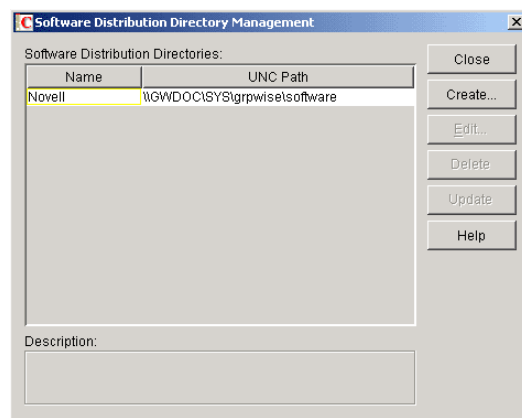 Software Distribution Directory Management
Software Distribution Directories:
Name UNC Path
Novell \\GWDOC\SYS\grpwise\software
Close
Create...
Edit...
Delete
Update
Help
Description: